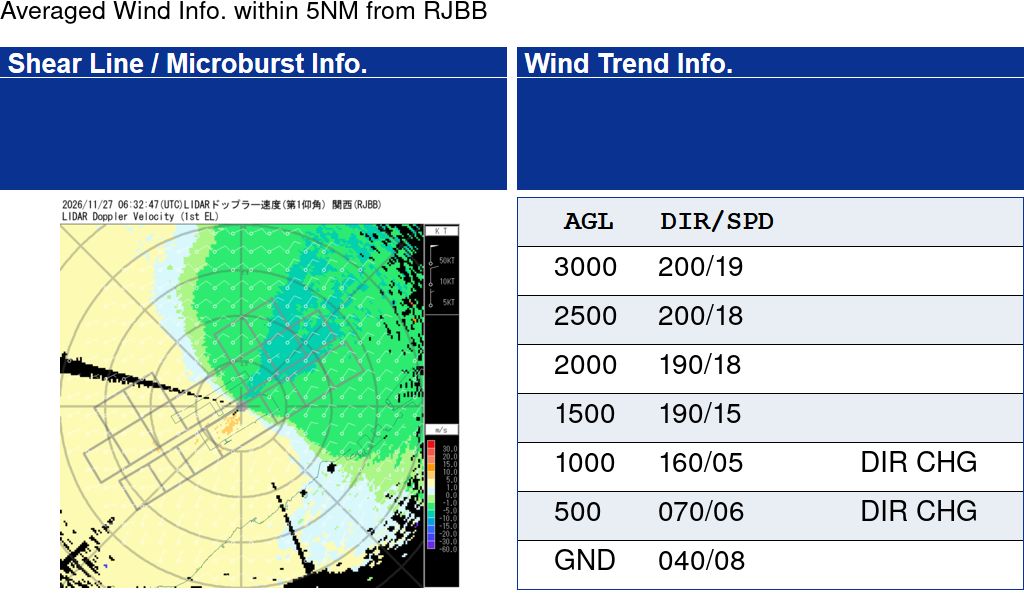 Averaged Wind Info. within 5NM from RJBB
Shear Line / Microburst Info.
Wind Trend Info.
2026/11/27 06:32:47(UTC)LIDARドップラー速度(第1仰角) 関西(RJBB)
LIDAR Doppler Velocity (1st EL)
KT
50KT
10KT
5KT
m/s
30.0
20.0
15.0
10.0
5.0
1.0
0.0
-1.0
-5.0
-10.0
-15.0
-20.0
-30.0
-60.0
AGL DIR/SPD
3000 200/19
2500 200/18
2000 190/18
1500 190/15
1000 160/05 DIR CHG
500 070/06 DIR CHG
GND 040/08